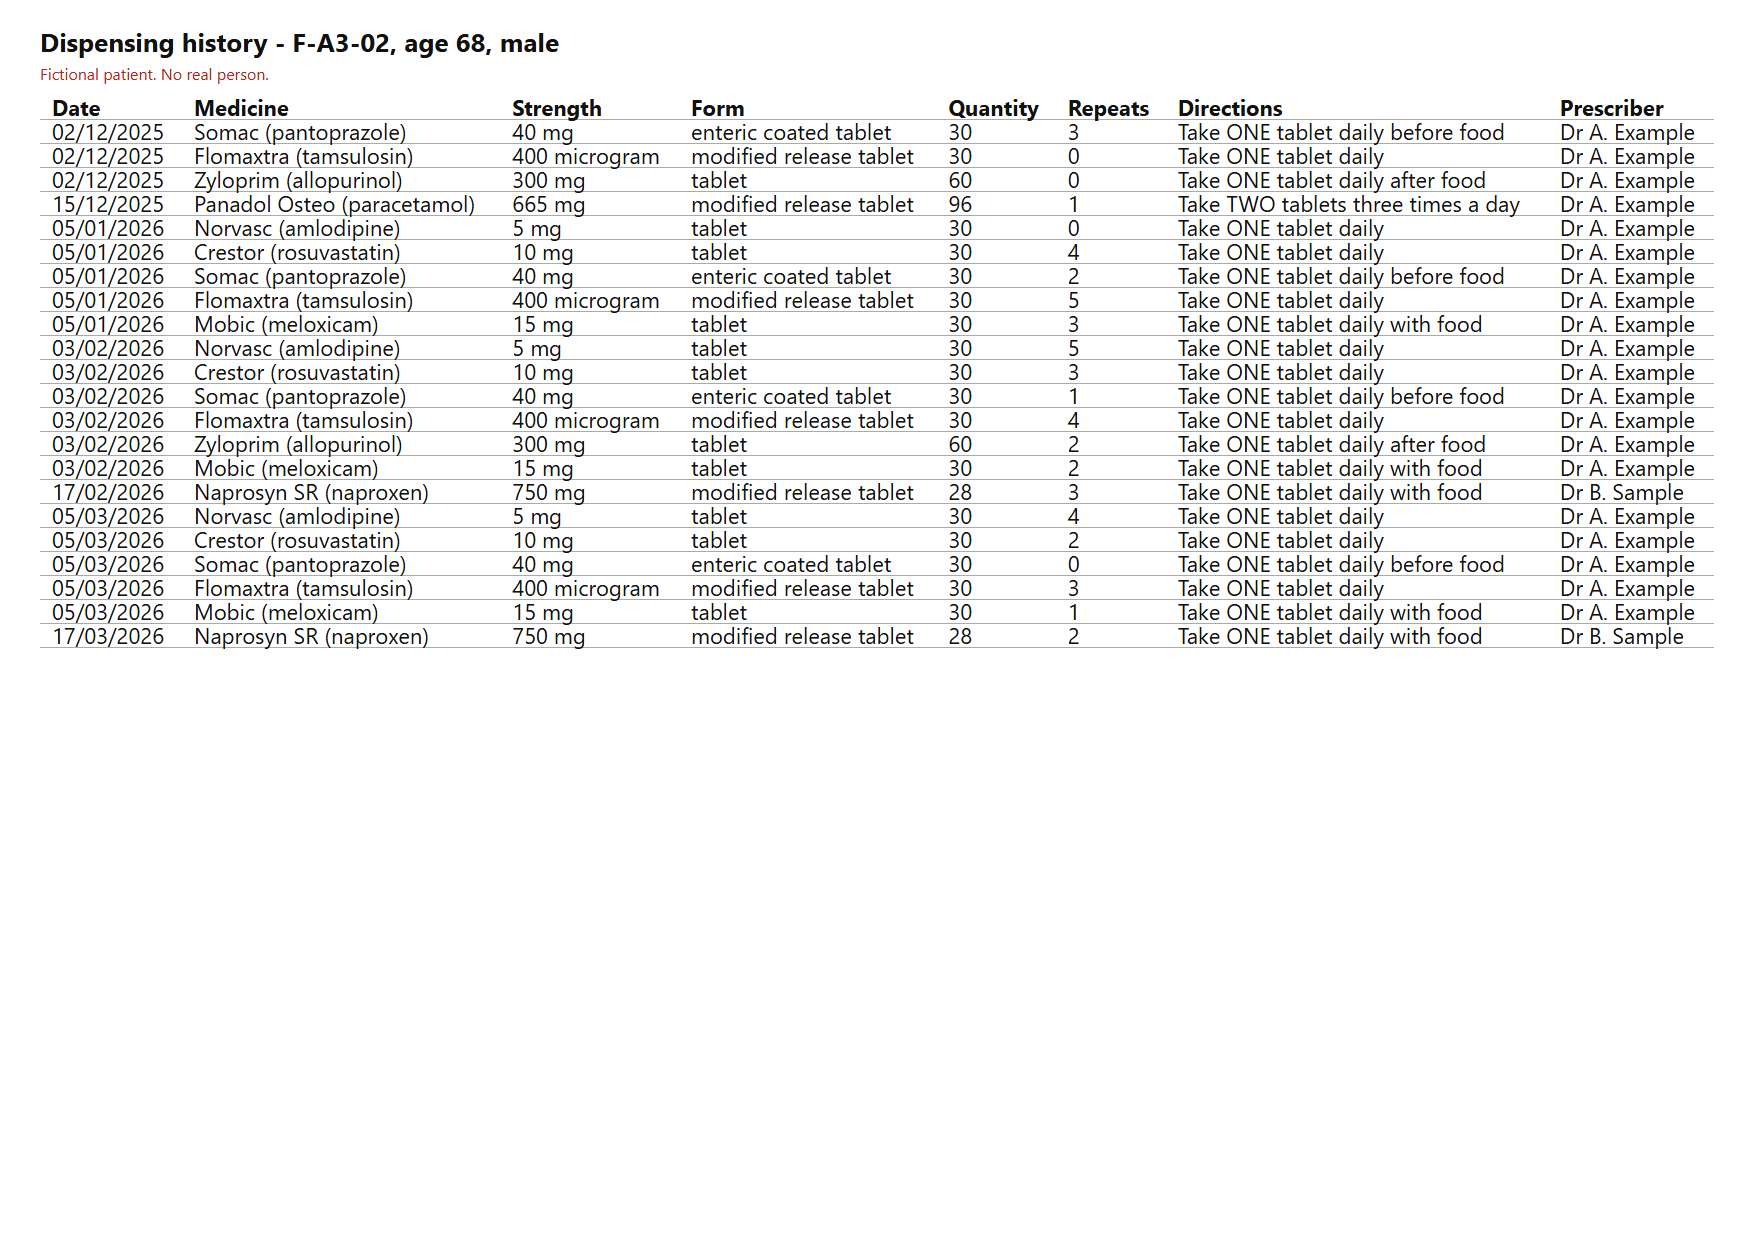 Dispensing history - F-A3-02, age 68, male
Fictional patient. No real person.
Date Medicine Strength Form Quantity Repeats Directions Prescriber
02/12/2025 Somac (pantoprazole) 40 mg enteric coated tablet 30 3 Take ONE tablet daily before food Dr A. Example
02/12/2025 Flomaxtra (tamsulosin) 400 microgram modified release tablet 30 0 Take ONE tablet daily Dr A. Example
02/12/2025 Zyloprim (allopurinol) 300 mg tablet 60 0 Take ONE tablet daily after food Dr A. Example
15/12/2025 Panadol Osteo (paracetamol) 665 mg modified release tablet 96 1 Take TWO tablets three times a day Dr A. Example
05/01/2026 Norvasc (amlodipine) 5 mg tablet 30 0 Take ONE tablet daily Dr A. Example
05/01/2026 Crestor (rosuvastatin) 10 mg tablet 30 4 Take ONE tablet daily Dr A. Example
05/01/2026 Somac (pantoprazole) 40 mg enteric coated tablet 30 2 Take ONE tablet daily before food Dr A. Example
05/01/2026 Flomaxtra (tamsulosin) 400 microgram modified release tablet 30 5 Take ONE tablet daily Dr A. Example
05/01/2026 Mobic (meloxicam) 15 mg tablet 30 3 Take ONE tablet daily with food Dr A. Example
03/02/2026 Norvasc (amlodipine) 5 mg tablet 30 5 Take ONE tablet daily Dr A. Example
03/02/2026 Crestor (rosuvastatin) 10 mg tablet 30 3 Take ONE tablet daily Dr A. Example
03/02/2026 Somac (pantoprazole) 40 mg enteric coated tablet 30 1 Take ONE tablet daily before food Dr A. Example
03/02/2026 Flomaxtra (tamsulosin) 400 microgram modified release tablet 30 4 Take ONE tablet daily Dr A. Example
03/02/2026 Zyloprim (allopurinol) 300 mg tablet 60 2 Take ONE tablet daily after food Dr A. Example
03/02/2026 Mobic (meloxicam) 15 mg tablet 30 2 Take ONE tablet daily with food Dr A. Example
17/02/2026 Naprosyn SR (naproxen) 750 mg modified release tablet 28 3 Take ONE tablet daily with food Dr B. Sample
05/03/2026 Norvasc (amlodipine) 5 mg tablet 30 4 Take ONE tablet daily Dr A. Example
05/03/2026 Crestor (rosuvastatin) 10 mg tablet 30 2 Take ONE tablet daily Dr A. Example
05/03/2026 Somac (pantoprazole) 40 mg enteric coated tablet 30 0 Take ONE tablet daily before food Dr A. Example
05/03/2026 Flomaxtra (tamsulosin) 400 microgram modified release tablet 30 3 Take ONE tablet daily Dr A. Example
05/03/2026 Mobic (meloxicam) 15 mg tablet 30 1 Take ONE tablet daily with food Dr A. Example
17/03/2026 Naprosyn SR (naproxen) 750 mg modified release tablet 28 2 Take ONE tablet daily with food Dr B. Sample